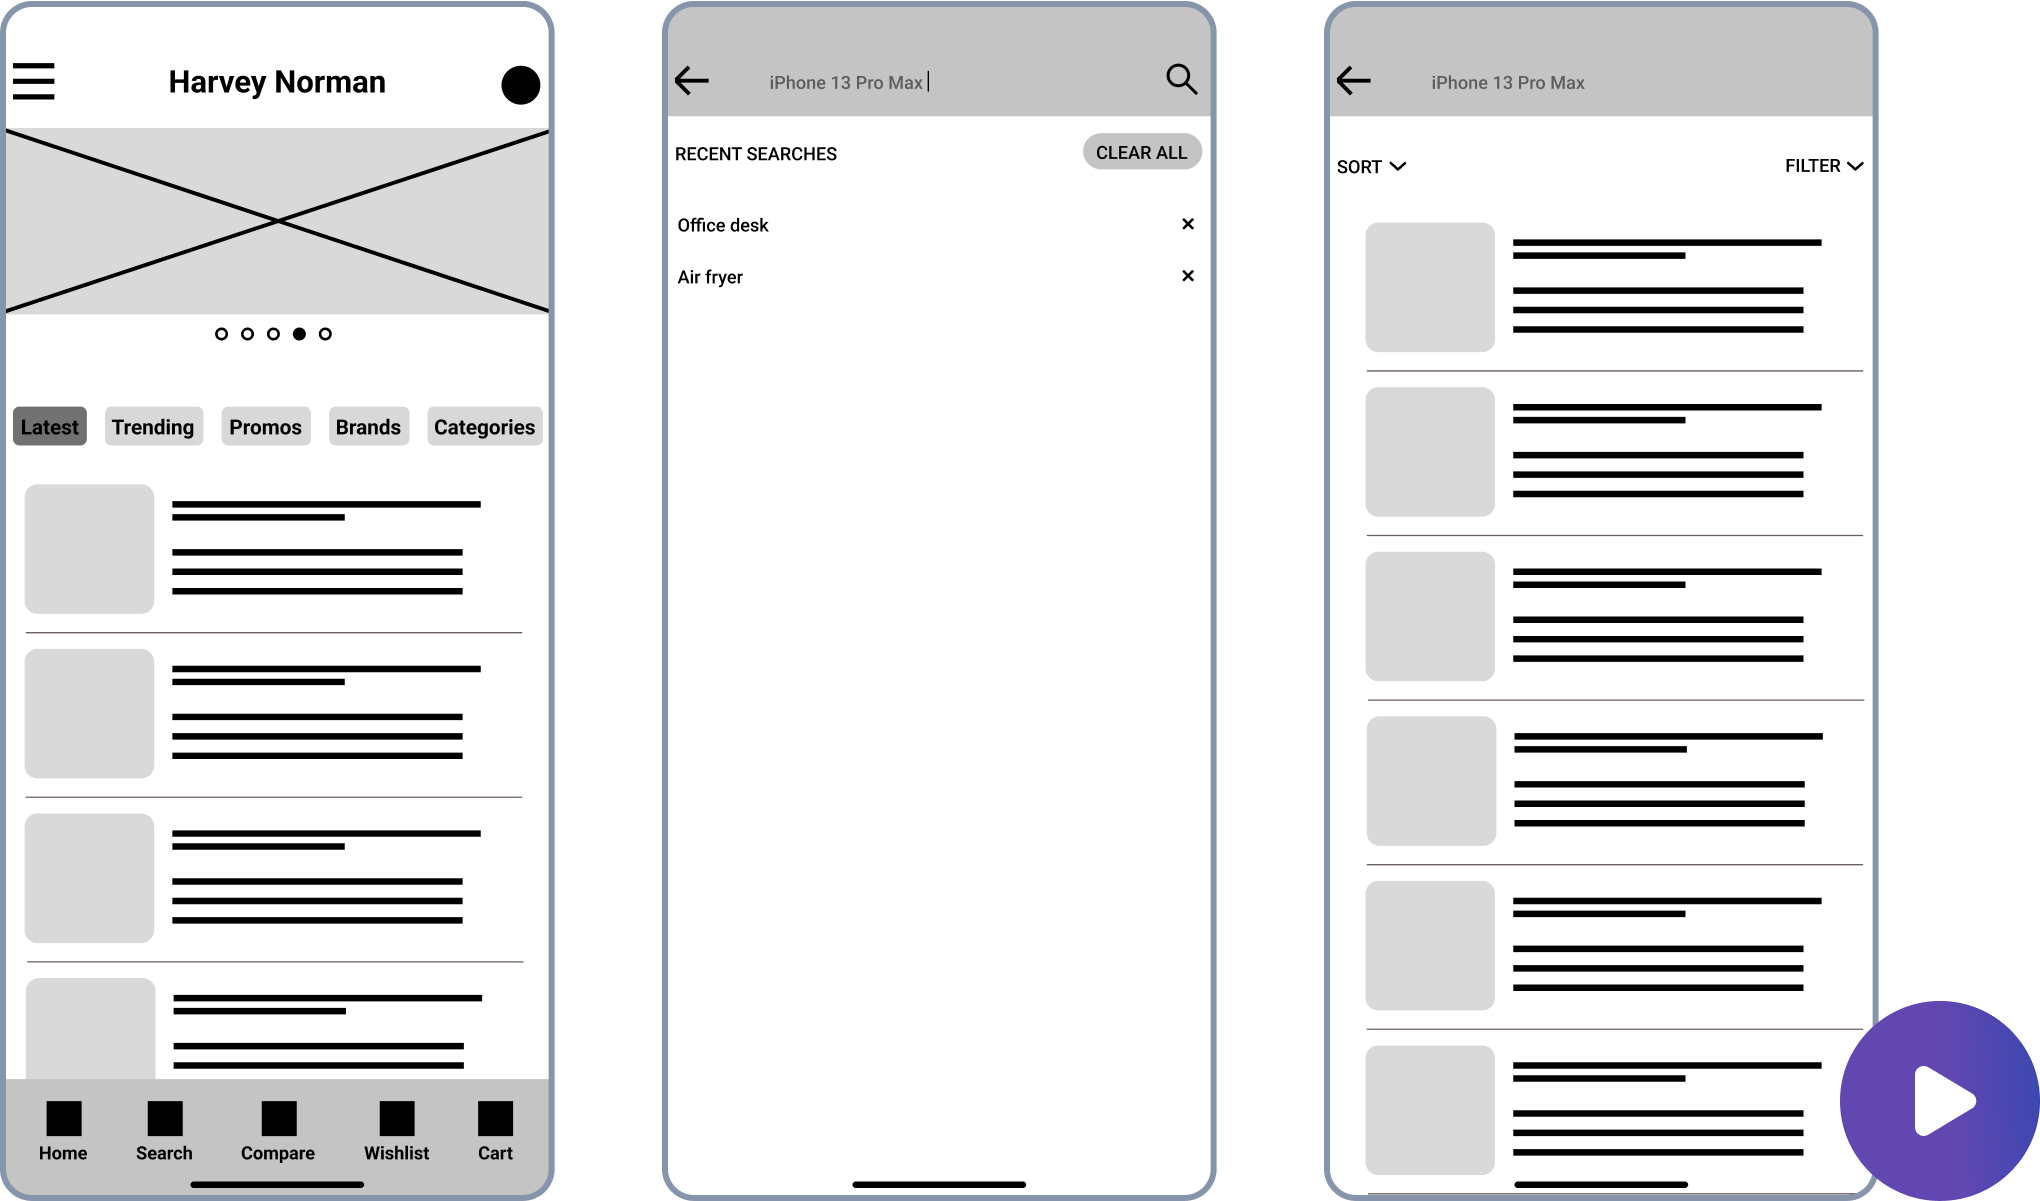 Harvey Norman
Latest Trending Promos Brands Categories
Home Search Compare Wishlist Cart
iPhone 13 Pro Max
RECENT SEARCHES CLEAR ALL
Office desk
Air fryer
iPhone 13 Pro Max
SORT FILTER